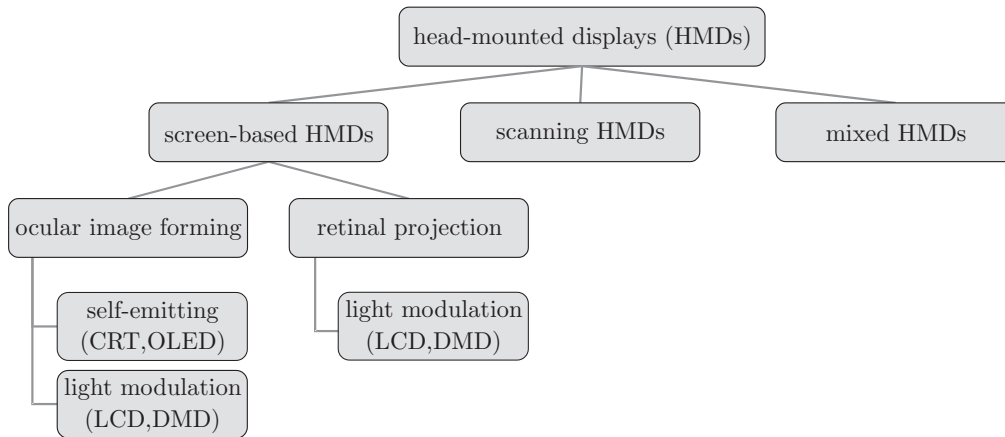 head-mounted displays (HMDs)
screen-based HMDs
scanning HMDs
mixed HMDs
ocular image forming
retinal projection
self-emitting
(CRT,OLED)
light modulation
(LCD,DMD)
light modulation
(LCD,DMD)